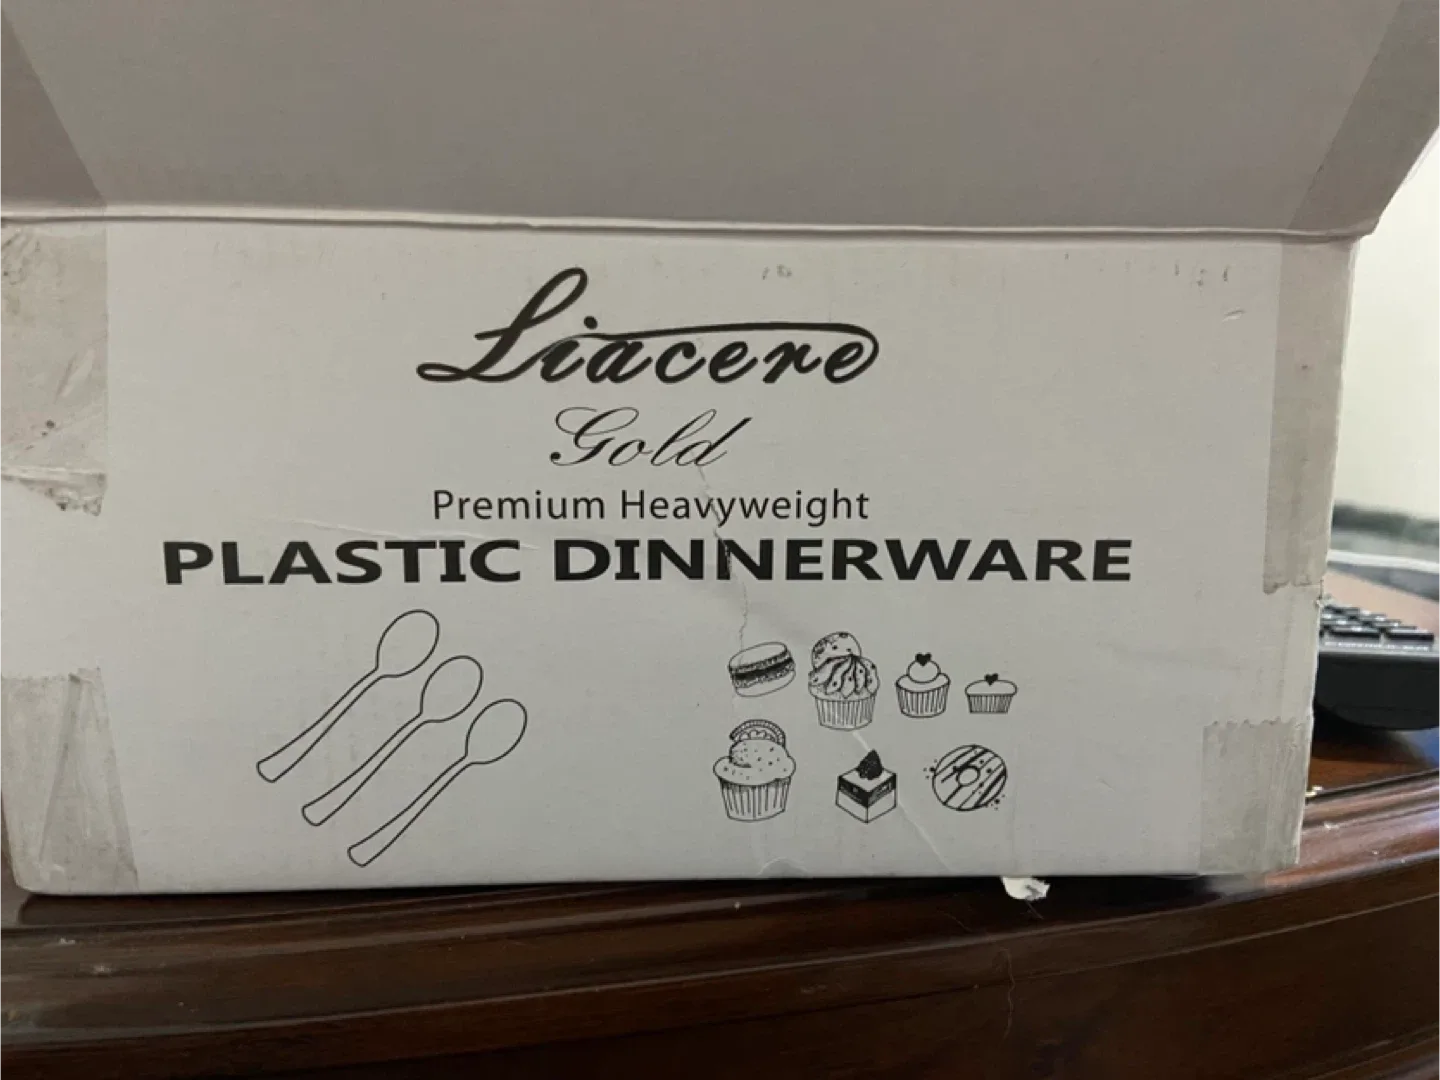 Liacere
Gold
Premium Heavyweight
PLASTIC DINNERWARE